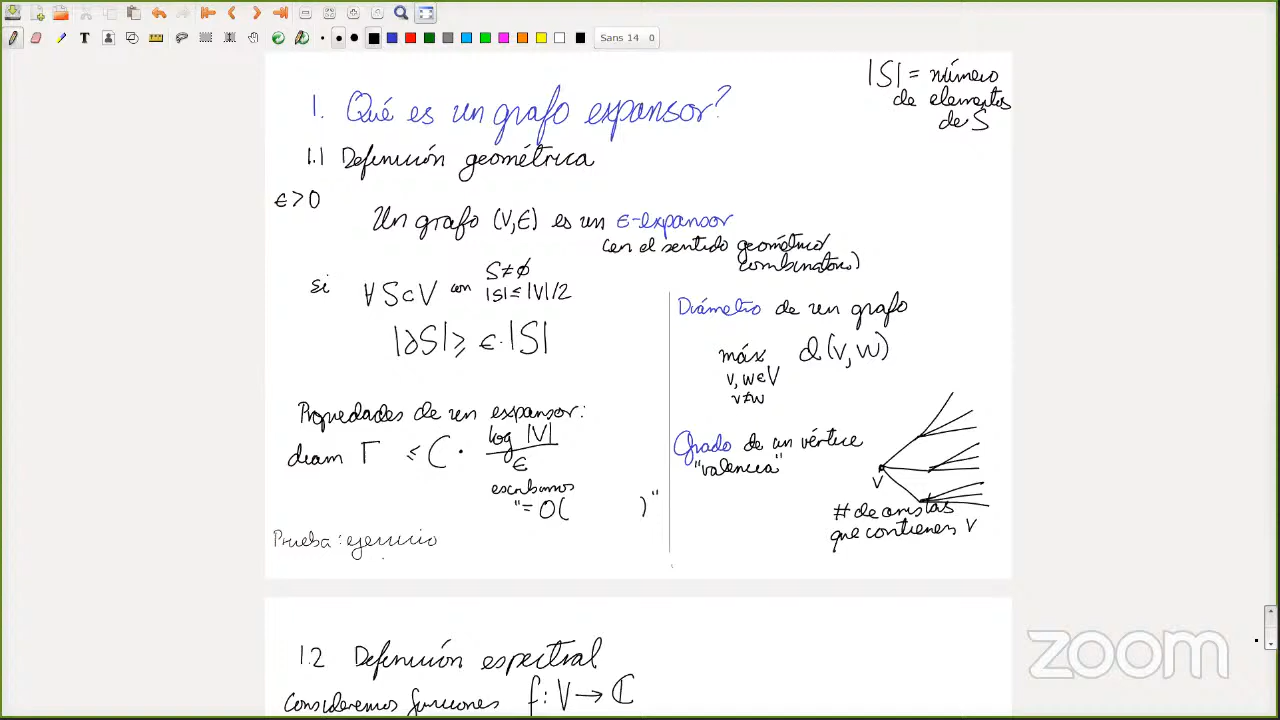 Sans 14 0
|S| = número
de elementos
de S
1. Qué es un grafo expansor?
1.1 Definición geométrica
ϵ > 0
Un grafo (V,E) es un ϵ-expansor
(en el sentido geométrico/
combinatorio)
si ∀ S⊂V con S≠∅
|S| ≤ |V|/2
|∂S| ≥ ϵ·|S|
Propiedades de un expansor:
diam Γ ≤ C · log |V| / ϵ
escribimos
"= O( )"
Prueba: ejercicio
Diámetro de un grafo
máx d(v,w)
v, w ∈ V
v≠w
Grado de un vértice
"valencia"
v
# de aristas
que contienen v
1.2 Definición espectral
Consideremos funciones f: V → ℂ
zoom